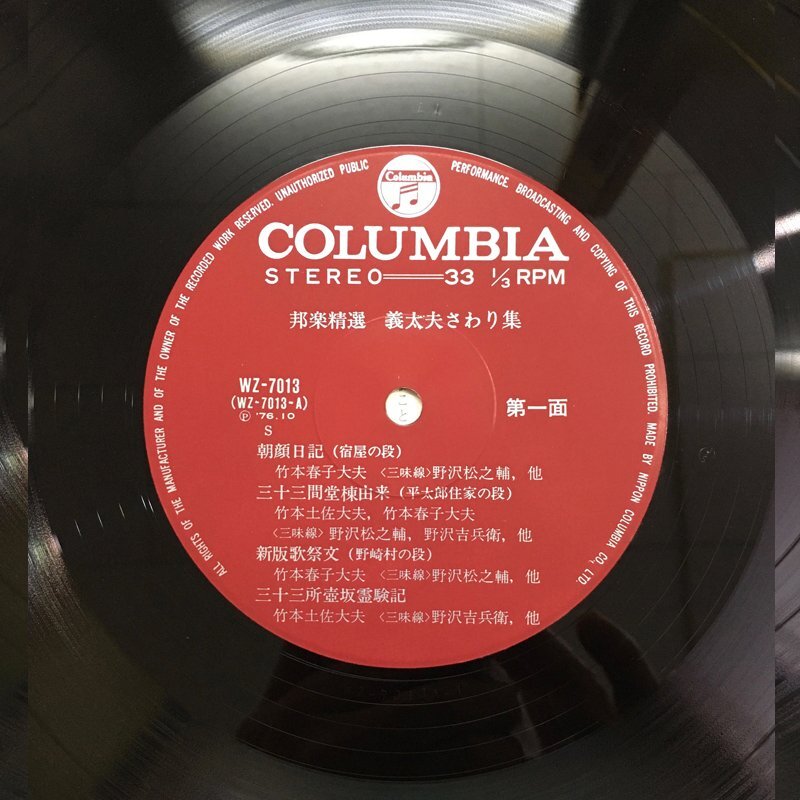 ALL RIGHTS OF THE MANUFACTURER AND OF THE OWNER OF THE RECORDED WORK RESERVED. UNAUTHORIZED PUBLIC PERFORMANCE. BROADCASTING AND COPYING OF THIS RECORD PROHIBITED. MADE BY NIPPON COLUMBIA CO., LTD.
Columbia
COLUMBIA
STEREO 33 1/3 RPM
邦楽精選 義太夫さわり集
WZ-7013
(WZ-7013-A)
Ⓟ '76.10
S
第一面
朝顔日記(宿屋の段)
竹本春子大夫 〈三味線〉野沢松之輔,他
三十三間堂棟由来(平太郎住家の段)
竹本土佐大夫,竹本春子大夫
〈三味線〉野沢松之輔,野沢吉兵衛,他
新版歌祭文(野崎村の段)
竹本春子大夫 〈三味線〉野沢松之輔,他
三十三所壺坂霊験記
竹本土佐大夫 〈三味線〉野沢吉兵衛,他